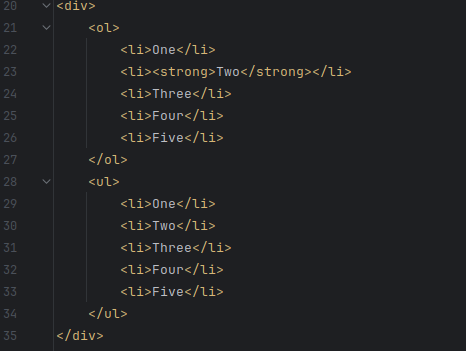 20 <div>
21     <ol>
22         <li>One</li>
23         <li><strong>Two</strong></li>
24         <li>Three</li>
25         <li>Four</li>
26         <li>Five</li>
27     </ol>
28     <ul>
29         <li>One</li>
30         <li>Two</li>
31         <li>Three</li>
32         <li>Four</li>
33         <li>Five</li>
34     </ul>
35 </div>